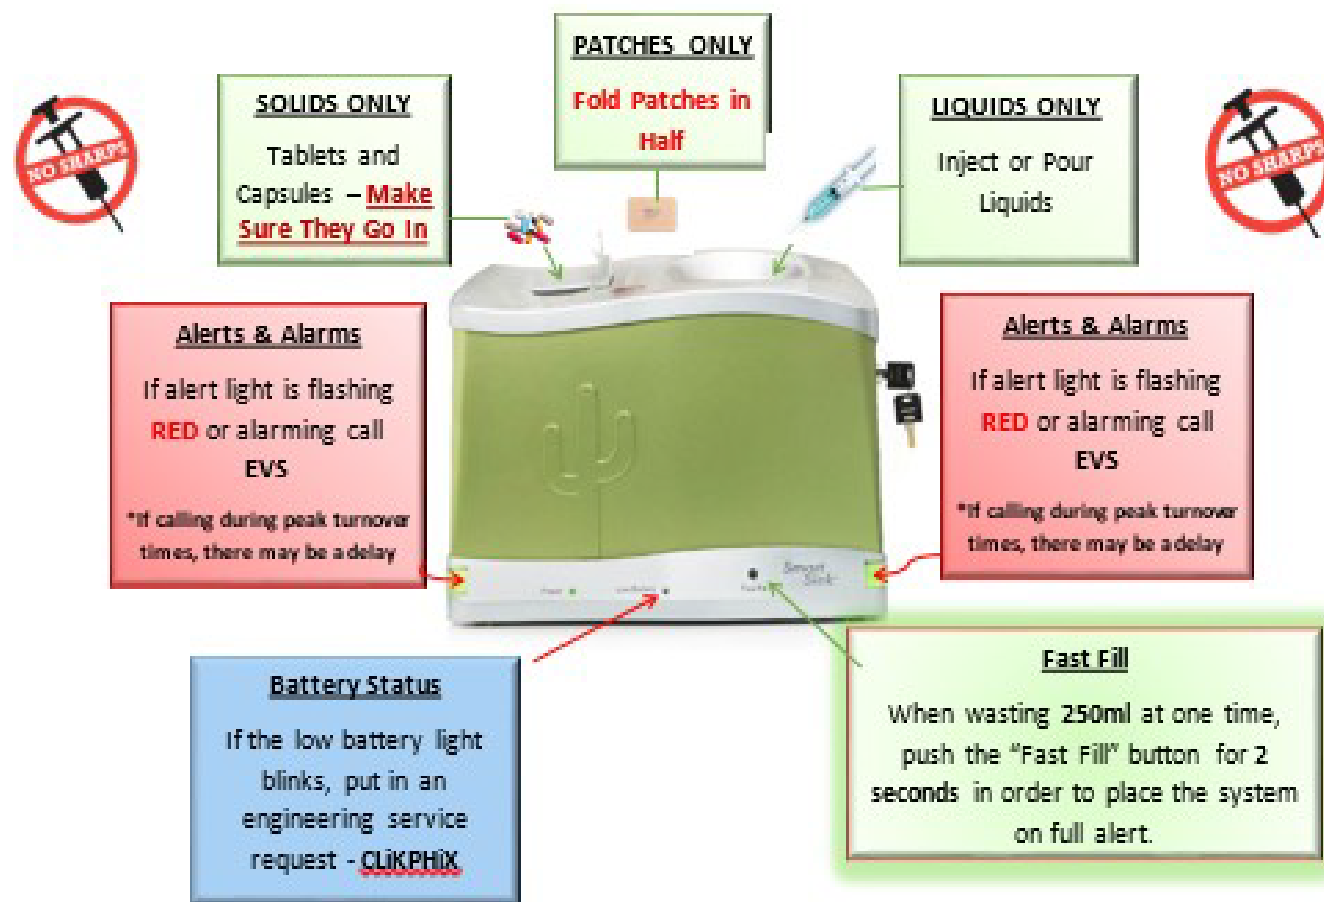 PATCHES ONLY
Fold Patches in
Half
SOLIDS ONLY
Tablets and
Capsules – Make
Sure They Go In
LIQUIDS ONLY
Inject or Pour
Liquids
NO SHARPS
NO SHARPS
Alerts & Alarms
If alert light is flashing
RED or alarming call
EVS
*If calling during peak turnover
times, there may be a delay
Alerts & Alarms
If alert light is flashing
RED or alarming call
EVS
*If calling during peak turnover
times, there may be a delay
Smart
Sink
Battery Status
If the low battery light
blinks, put in an
engineering service
request - CLiKPHiX
Fast Fill
When wasting 250ml at one time,
push the “Fast Fill” button for 2
seconds in order to place the system
on full alert.